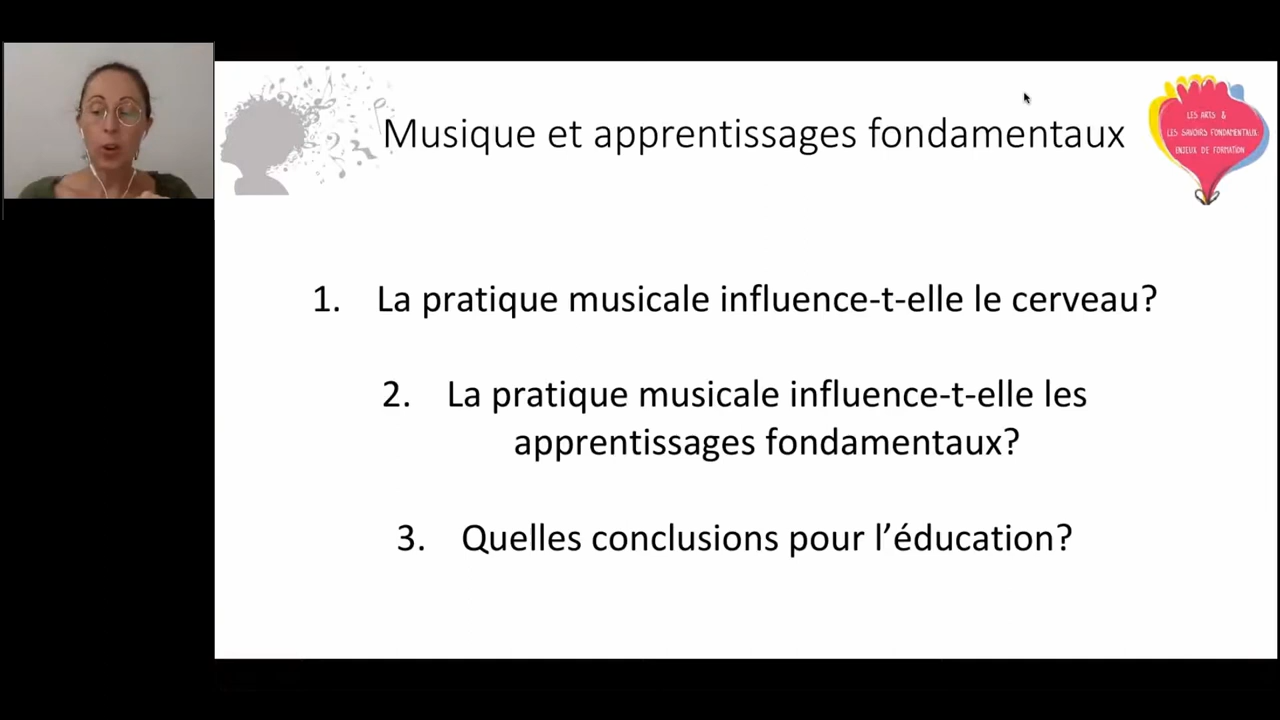 Musique et apprentissages fondamentaux
LES ARTS &
LES SAVOIRS FONDAMENTAUX
ENJEUX DE FORMATION
1. La pratique musicale influence-t-elle le cerveau?
2. La pratique musicale influence-t-elle les
apprentissages fondamentaux?
3. Quelles conclusions pour l’éducation?